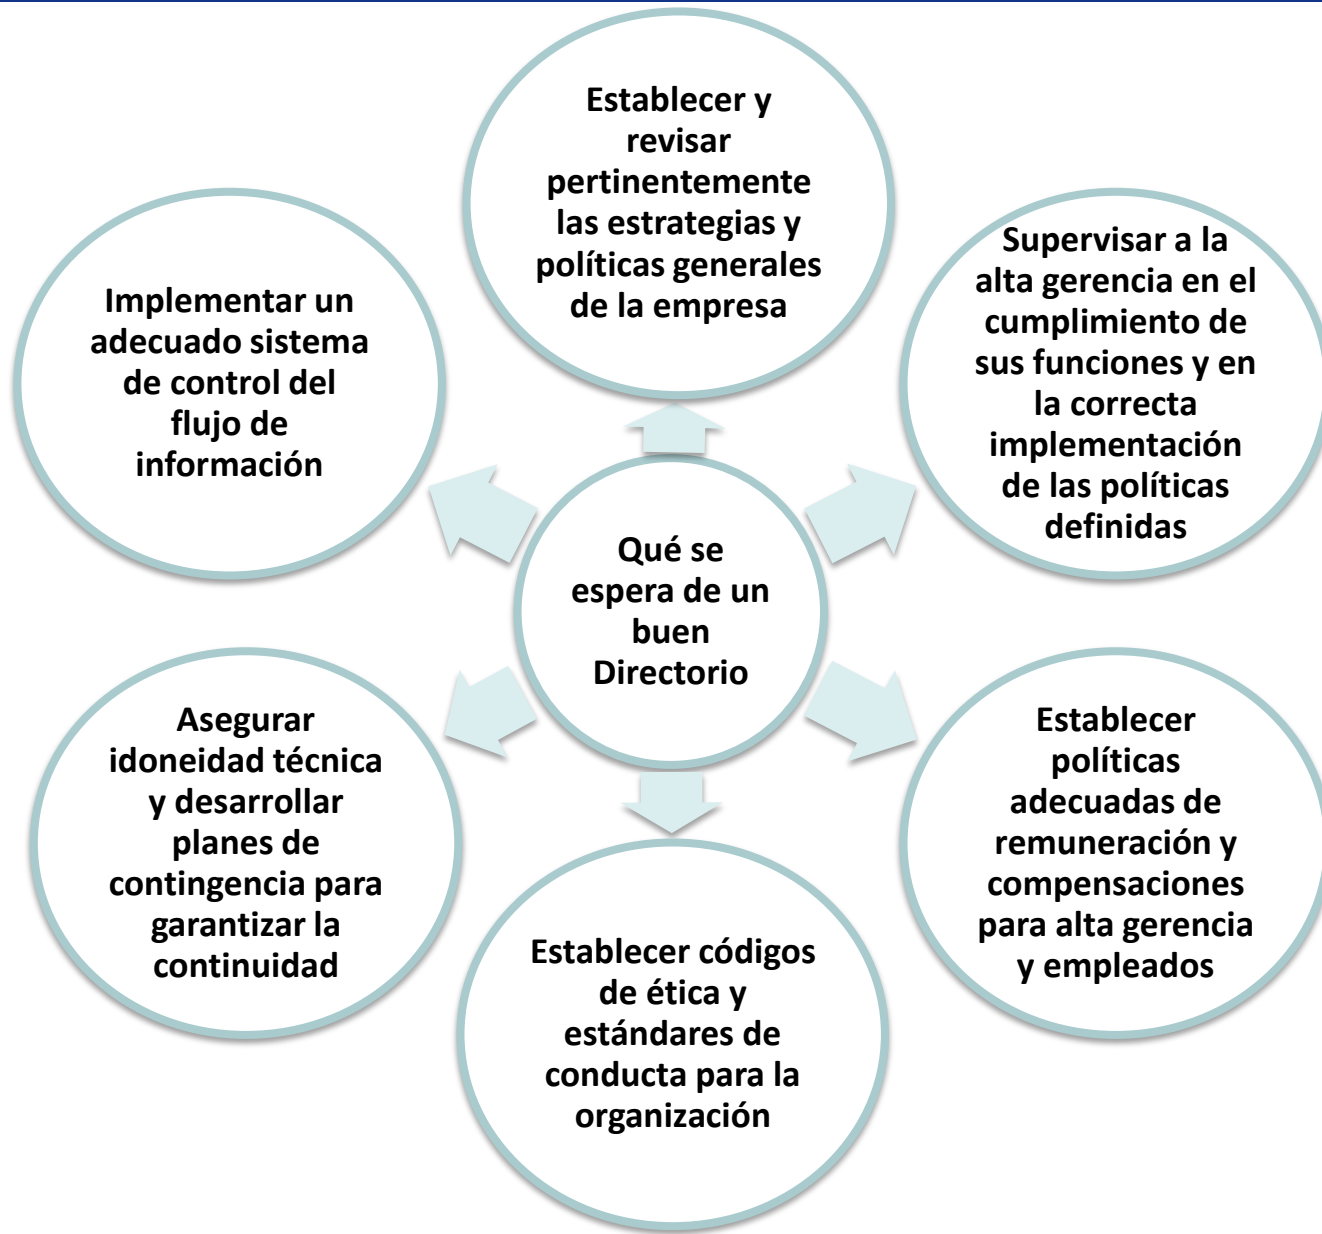 Establecer y
revisar
pertinentemente
las estrategias y
políticas generales
de la empresa
Supervisar a la
alta gerencia en el
cumplimiento de
sus funciones y en
la correcta
implementación
de las políticas
definidas
Implementar un
adecuado sistema
de control del
flujo de
información
Qué se
espera de un
buen
Directorio
Asegurar
idoneidad técnica
y desarrollar
planes de
contingencia para
garantizar la
continuidad
Establecer
políticas
adecuadas de
remuneración y
compensaciones
para alta gerencia
y empleados
Establecer códigos
de ética y
estándares de
conducta para la
organización